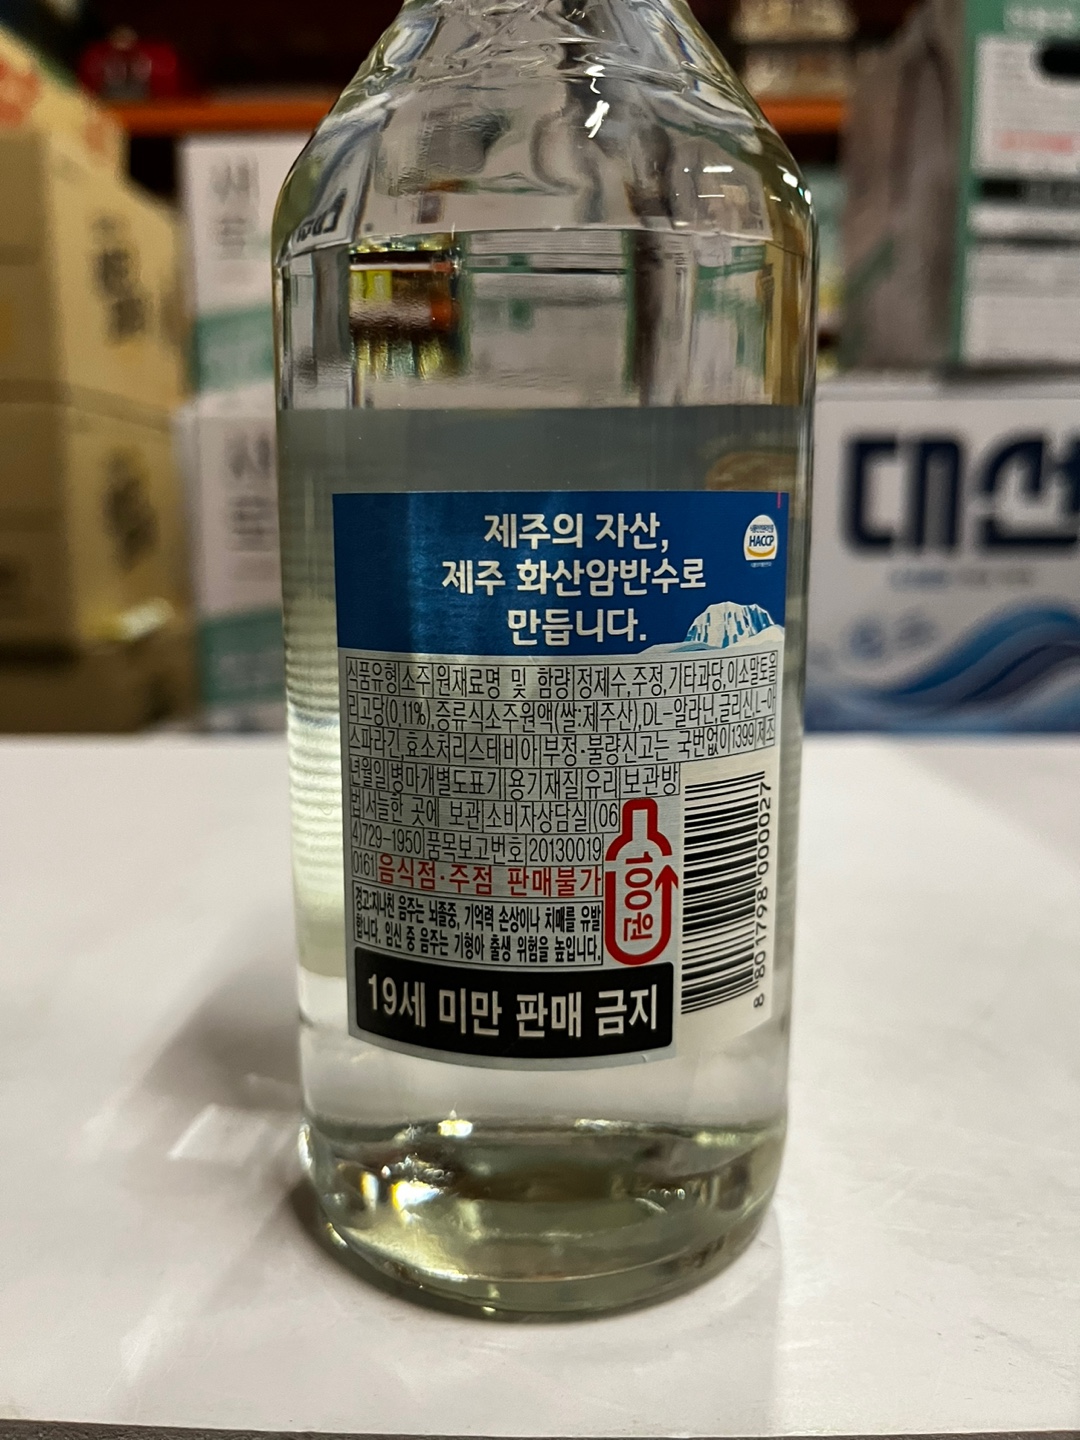 제주의 자산,
제주 화산암반수로
만듭니다.
HACCP
식품유형 소주 원재료명 및 함량 정제수,주정,기타과당,이소말토올
리고당(0.11%),증류식소주원액(쌀:제주산),DL-알라닌,글리신,L-아
스파라긴,효소처리스테비아 부정·불량신고는 국번없이1399 제조
년월일 병마개별도표기 용기재질 유리 보관방
법 서늘한 곳에 보관 소비자상담실 (06
4)729-1950 품목보고번호 20130019
0161 음식점·주점 판매불가
100원
경고:지나친 음주는 뇌졸중, 기억력 손상이나 치매를 유발
합니다. 임신 중 음주는 기형아 출생 위험을 높입니다.
19세 미만 판매 금지
8 801798 000027
대선